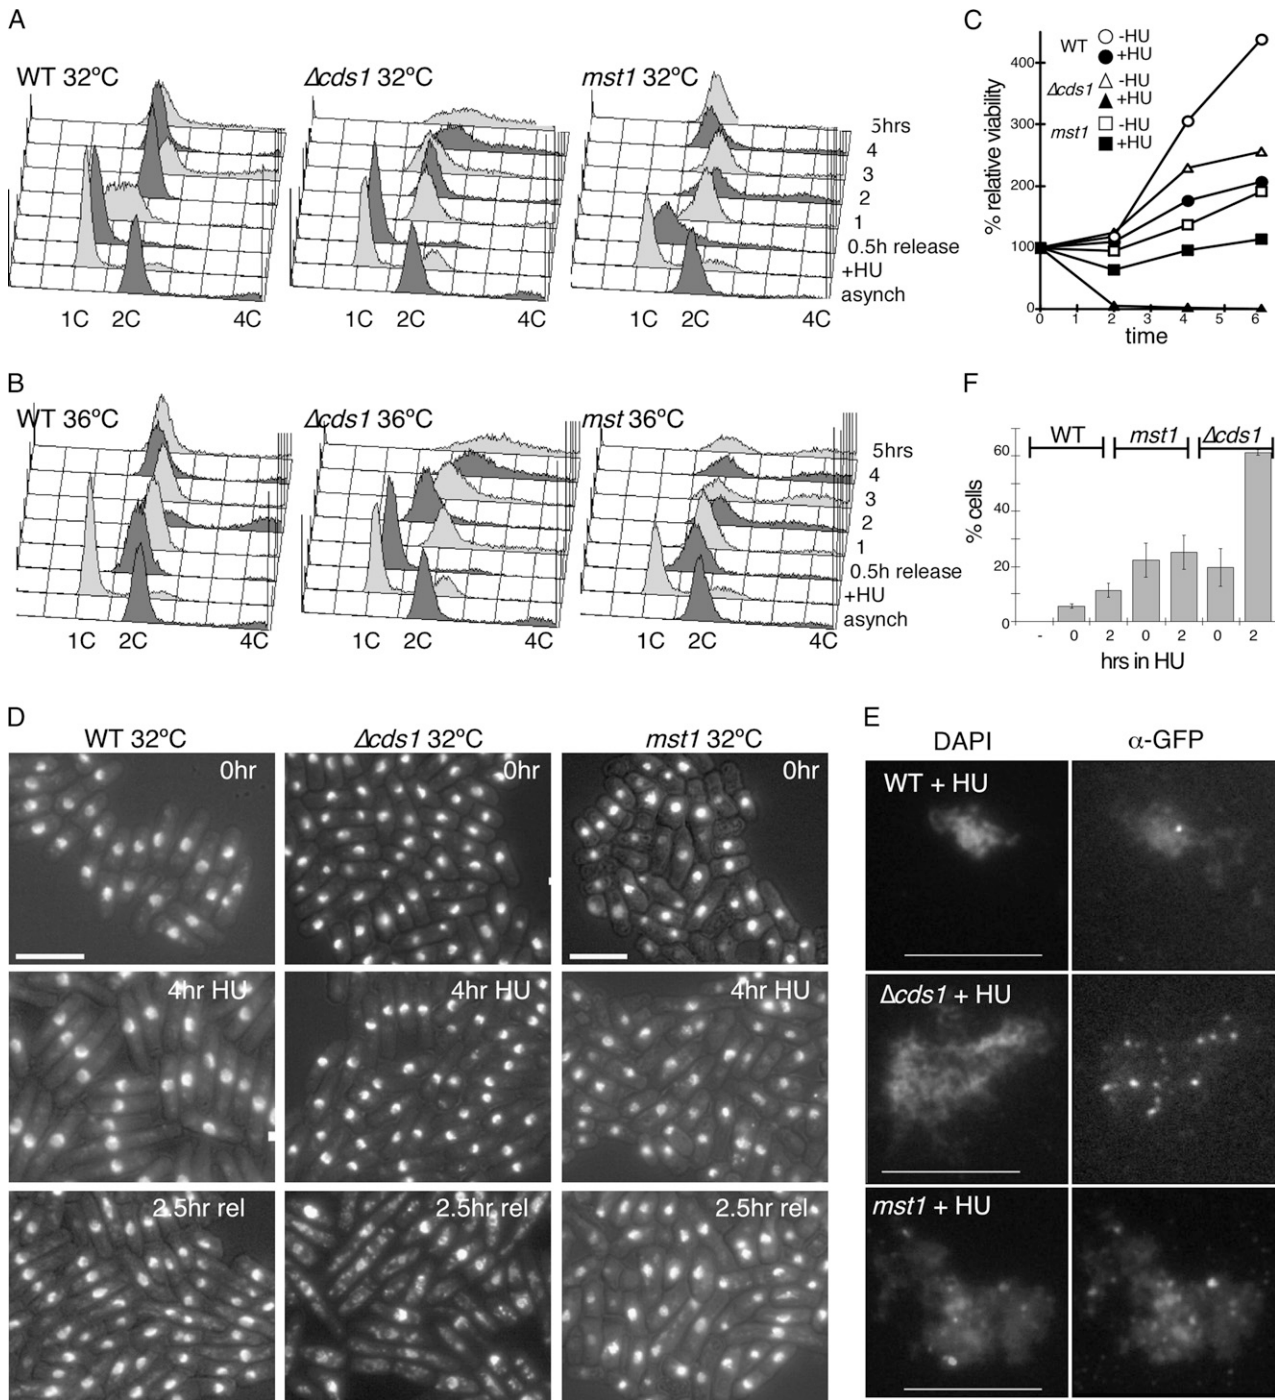 A
WT 32ºC
Δcds1 32ºC
mst1 32ºC
5hrs
4
3
2
1
0.5h release
+HU
asynch
1C 2C 4C
1C 2C 4C
1C 2C 4C
B
WT 36ºC
Δcds1 36ºC
mst 36ºC
5hrs
4
3
2
1
0.5h release
+HU
asynch
1C 2C 4C
1C 2C 4C
1C 2C 4C
C
WT -HU
+HU
Δcds1 -HU
+HU
mst1 -HU
+HU
% relative viability
400
300
200
100
0
0 1 2 3 4 5 6
time
F
WT mst1 Δcds1
% cells
60
40
20
0
- 0 2 0 2 0 2
hrs in HU
D
WT 32ºC
Δcds1 32ºC
mst1 32ºC
0hr
0hr
0hr
4hr HU
4hr HU
4hr HU
2.5hr rel
2.5hr rel
2.5hr rel
E
DAPI
α-GFP
WT + HU
Δcds1 + HU
mst1 + HU